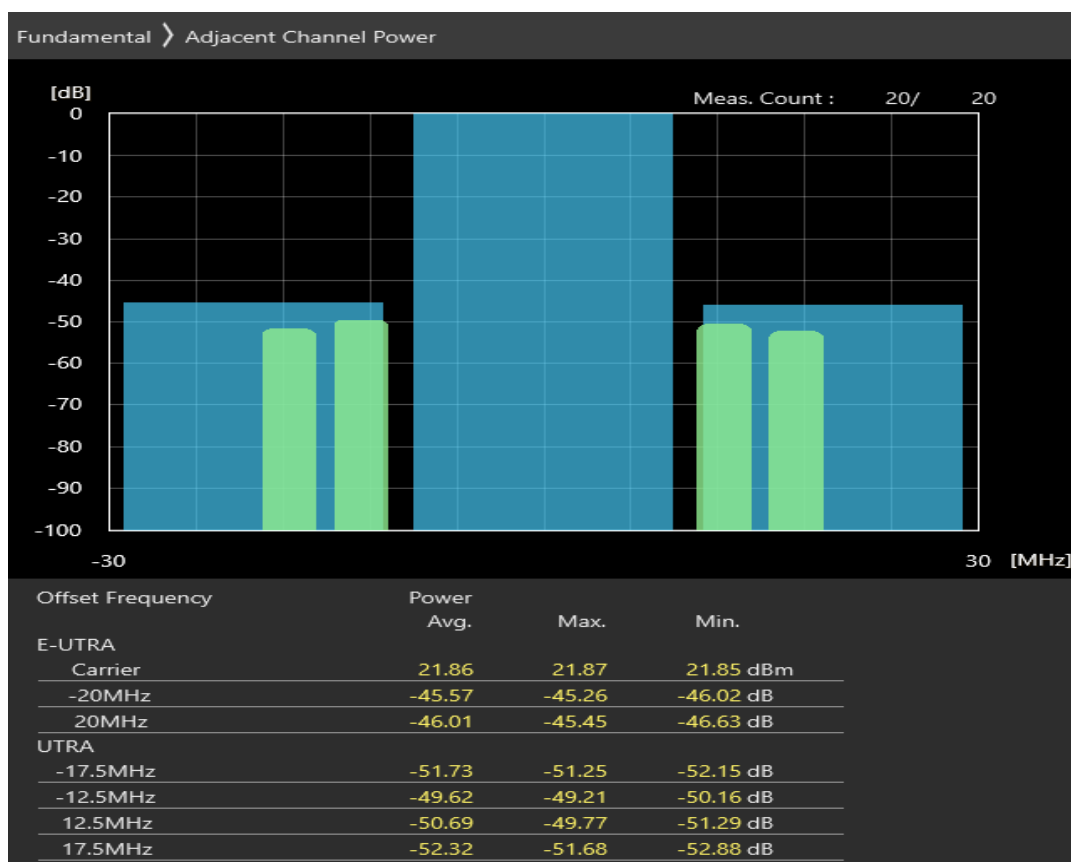 Fundamental ❯ Adjacent Channel Power
[dB]
Meas. Count : 20/ 20
0
-10
-20
-30
-40
-50
-60
-70
-80
-90
-100
-30 30 [MHz]
Offset Frequency Power
Avg. Max. Min.
E-UTRA
Carrier 21.86 21.87 21.85 dBm
-20MHz -45.57 -45.26 -46.02 dB
20MHz -46.01 -45.45 -46.63 dB
UTRA
-17.5MHz -51.73 -51.25 -52.15 dB
-12.5MHz -49.62 -49.21 -50.16 dB
12.5MHz -50.69 -49.77 -51.29 dB
17.5MHz -52.32 -51.68 -52.88 dB